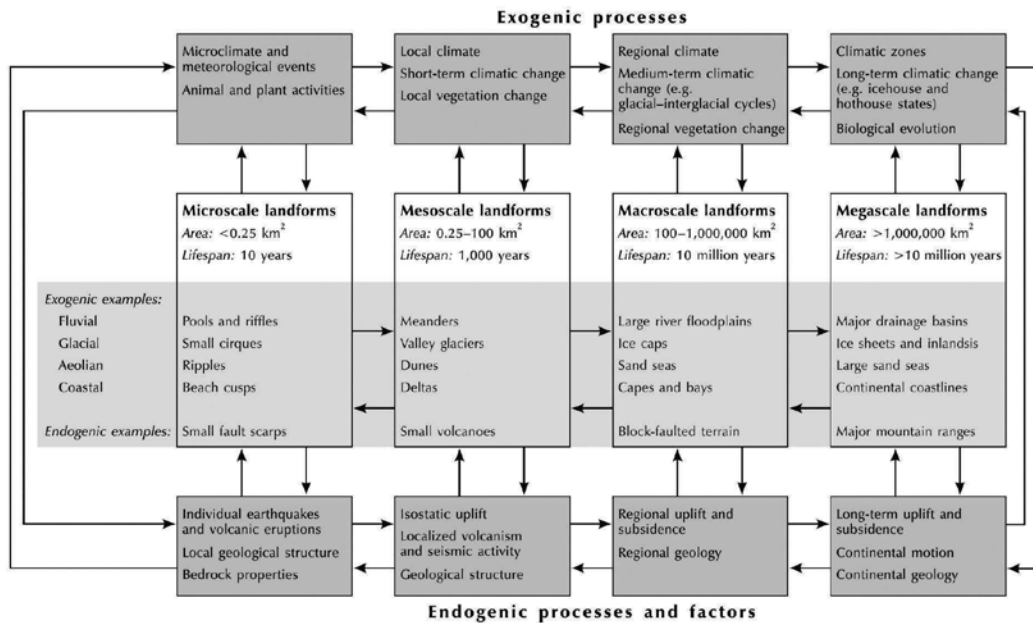 Exogenic processes
Microclimate and
meteorological events
Animal and plant activities
Local climate
Short-term climatic change
Local vegetation change
Regional climate
Medium-term climatic
change (e.g.
glacial–interglacial cycles)
Regional vegetation change
Climatic zones
Long-term climatic change
(e.g. icehouse and
hothouse states)
Biological evolution
Microscale landforms
Area: <0.25 km²
Lifespan: 10 years
Mesoscale landforms
Area: 0.25–100 km²
Lifespan: 1,000 years
Macroscale landforms
Area: 100–1,000,000 km²
Lifespan: 10 million years
Megascale landforms
Area: >1,000,000 km²
Lifespan: >10 million years
Exogenic examples:
Fluvial Pools and riffles Meanders Large river floodplains Major drainage basins
Glacial Small cirques Valley glaciers Ice caps Ice sheets and inlandsis
Aeolian Ripples Dunes Sand seas Large sand seas
Coastal Beach cusps Deltas Capes and bays Continental coastlines
Endogenic examples: Small fault scarps Small volcanoes Block-faulted terrain Major mountain ranges
Individual earthquakes
and volcanic eruptions
Local geological structure
Bedrock properties
Isostatic uplift
Localized volcanism
and seismic activity
Geological structure
Regional uplift and
subsidence
Regional geology
Long-term uplift and
subsidence
Continental motion
Continental geology
Endogenic processes and factors